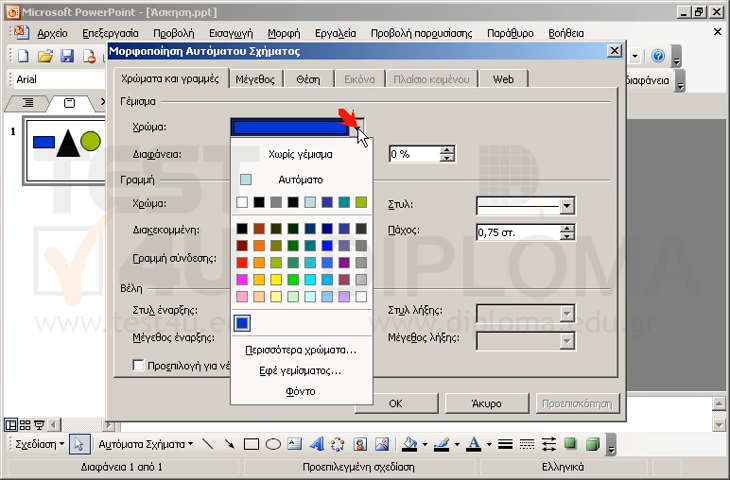 Microsoft PowerPoint - [Άσκηση.ppt]
Αρχείο Επεξεργασία Προβολή Εισαγωγή Μορφή Εργαλεία Προβολή παρουσίασης Παράθυρο Βοήθεια
Arial
διαφάνεια
1
Μορφοποίηση Αυτόματου Σχήματος
Χρώματα και γραμμές Μέγεθος Θέση Εικόνα Πλαίσιο κειμένου Web
Γέμισμα
Χρώμα:
Διαφάνεια: 0 %
Χωρίς γέμισμα
Αυτόματο
Γραμμή
Χρώμα: Στυλ:
Διακεκομμένη: Πάχος: 0,75 στ.
Γραμμή σύνδεσης:
Βέλη
Στυλ έναρξης: Στυλ λήξης:
Μέγεθος έναρξης: Μέγεθος λήξης:
Προεπιλογή για νέ
Περισσότερα χρώματα...
Εφέ γεμίσματος...
Φόντο
OK Άκυρο Προεπισκόπηση
Σχεδίαση Αυτόματα Σχήματα
Διαφάνεια 1 από 1 Προεπιλεγμένη σχεδίαση Ελληνικά
TEST4U DIPLOMA
www.diploma.edu.gr